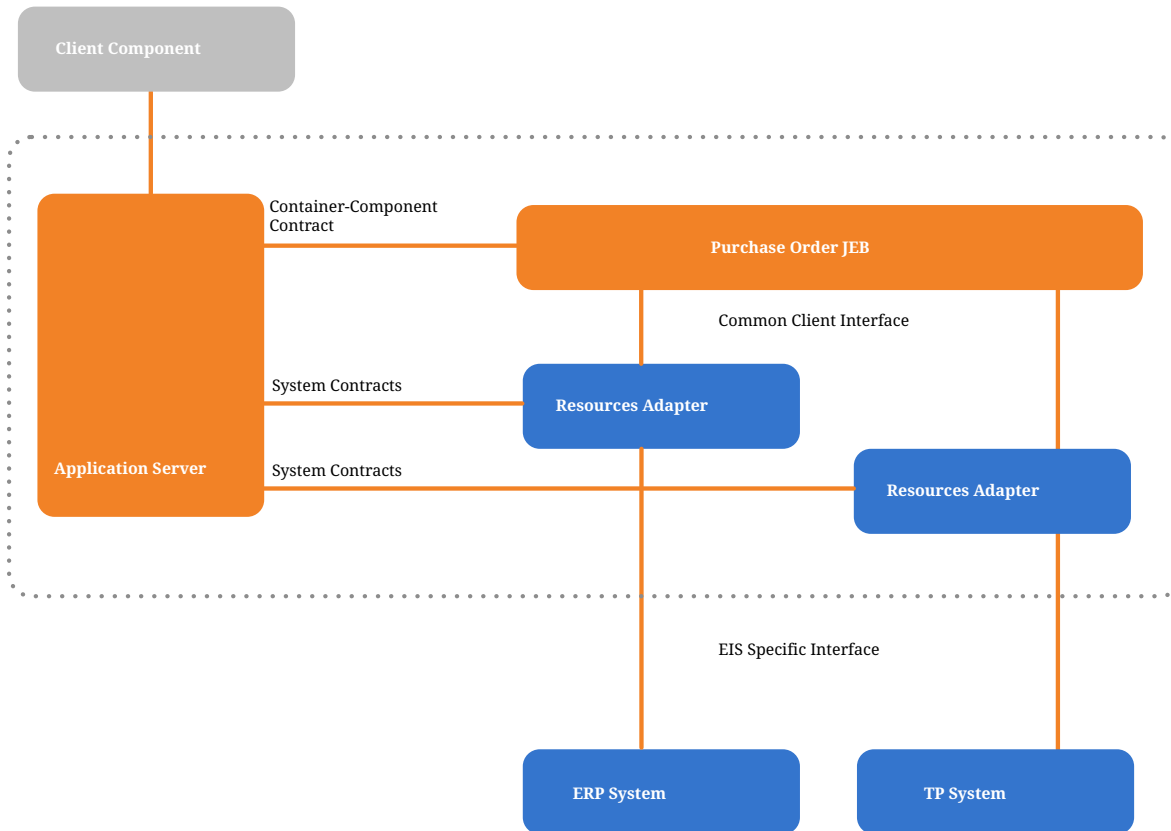 Client Component
Container-Component
Contract
Purchase Order JEB
Common Client Interface
System Contracts
Resources Adapter
Application Server
System Contracts
Resources Adapter
EIS Specific Interface
ERP System
TP System